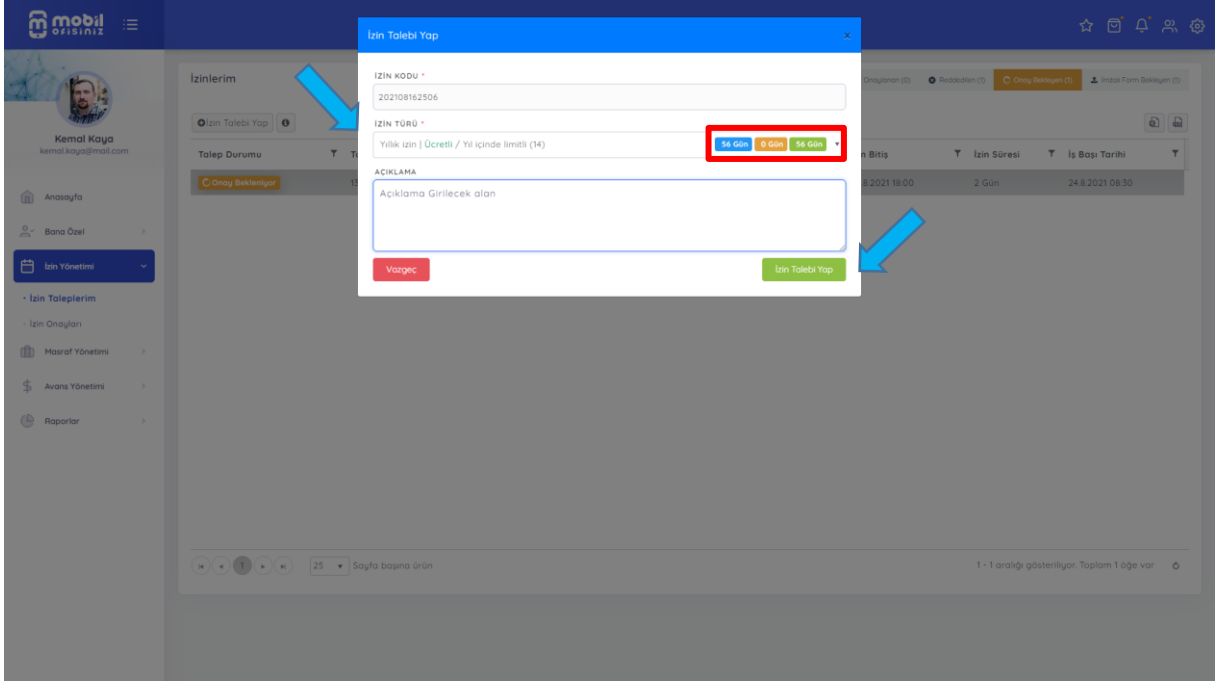 mobil
OFİSİNİZ
Kemal Kaya
kemal.kaya@mail.com
Anasayfa
Bana Özel
İzin Yönetimi
İzin Taleplerim
İzin Onayları
Masraf Yönetimi
Avans Yönetimi
Raporlar
İzinlerim
Onaylanan (0) Reddedilen (1) Onay Bekleyen (1) Imzalı Form Bekleyen (1)
İzin Talebi Yap
Talep Durumu
n Bitiş İzin Süresi İş Başı Tarihi
Onay Bekleniyor
8.2021 18:00 2 Gün 24.8.2021 08:30
İzin Talebi Yap ×
İZİN KODU *
202108162506
İZİN TÜRÜ *
Yıllık izin | Ücretli / Yıl içinde limitli (14) 56 Gün 0 Gün 56 Gün
AÇIKLAMA
Açıklama Girilecek alan
Vazgeç İzin Talebi Yap
1 25 Sayfa başına ürün 1 - 1 aralığı gösteriliyor. Toplam 1 öğe var